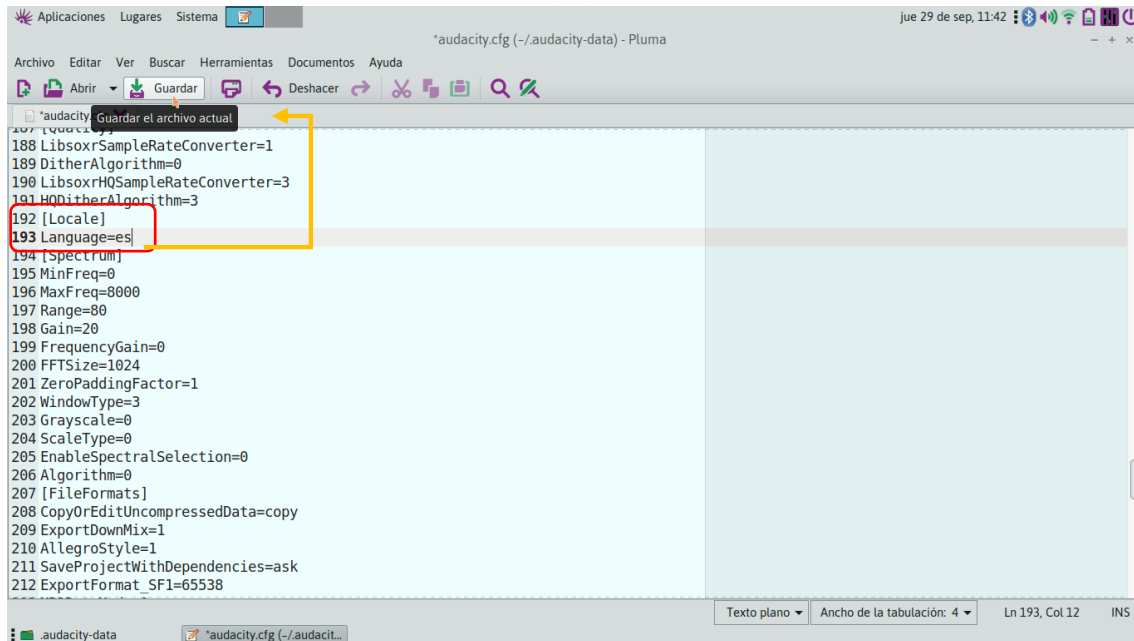 Aplicaciones Lugares Sistema jue 29 de sep, 11:42
*audacity.cfg (~/.audacity-data) - Pluma
Archivo Editar Ver Buscar Herramientas Documentos Ayuda
Abrir Guardar Deshacer
*audacity. Guardar el archivo actual
187 [Quality]
188 LibsoxrSampleRateConverter=1
189 DitherAlgorithm=0
190 LibsoxrHQSampleRateConverter=3
191 HQDitherAlgorithm=3
192 [Locale]
193 Language=es
194 [Spectrum]
195 MinFreq=0
196 MaxFreq=8000
197 Range=80
198 Gain=20
199 FrequencyGain=0
200 FFTSize=1024
201 ZeroPaddingFactor=1
202 WindowType=3
203 Grayscale=0
204 ScaleType=0
205 EnableSpectralSelection=0
206 Algorithm=0
207 [FileFormats]
208 CopyOrEditUncompressedData=copy
209 ExportDownMix=1
210 AllegroStyle=1
211 SaveProjectWithDependencies=ask
212 ExportFormat_SF1=65538
Texto plano Ancho de la tabulación: 4 Ln 193, Col 12 INS
.audacity-data *audacity.cfg (~/.audacit...